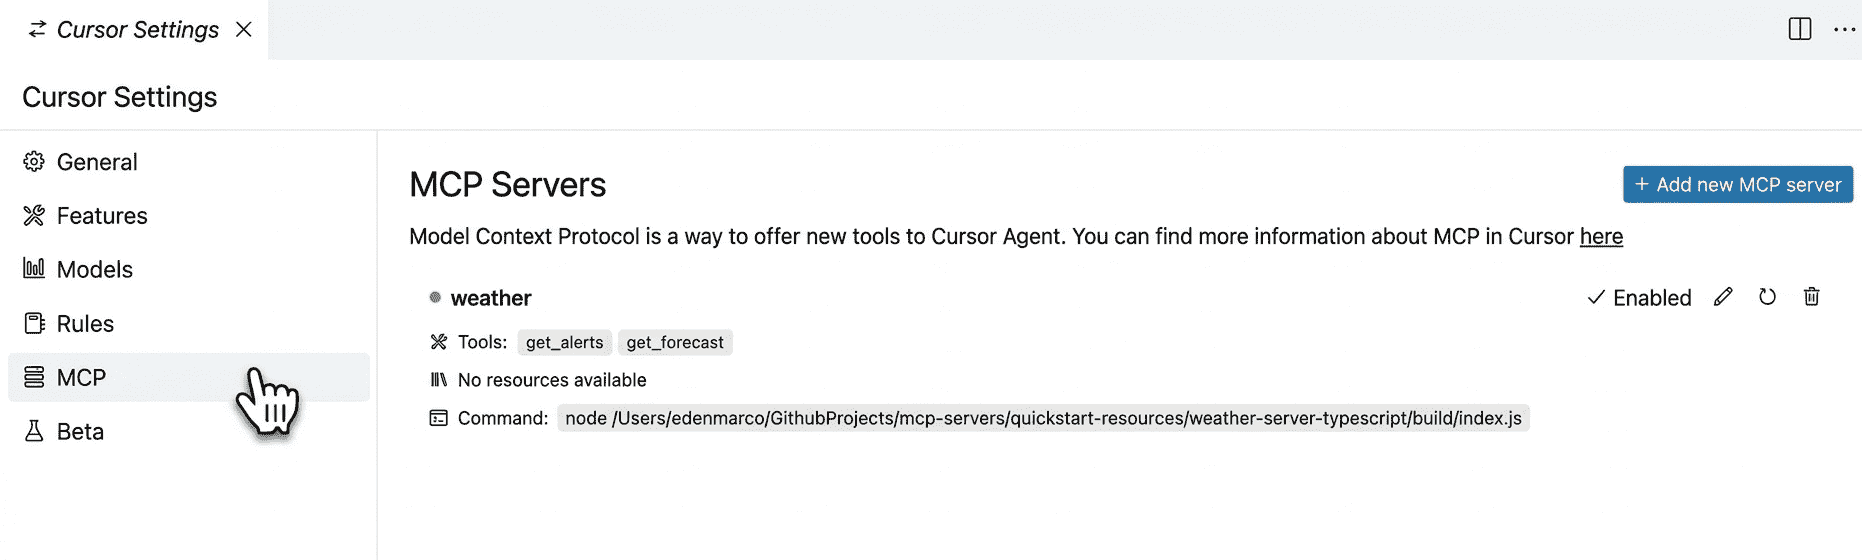 Cursor Settings
Cursor Settings
General
Features
Models
Rules
MCP
Beta
MCP Servers
+ Add new MCP server
Model Context Protocol is a way to offer new tools to Cursor Agent. You can find more information about MCP in Cursor here
weather
Enabled
Tools: get_alerts get_forecast
No resources available
Command: node /Users/edenmarco/GithubProjects/mcp-servers/quickstart-resources/weather-server-typescript/build/index.js